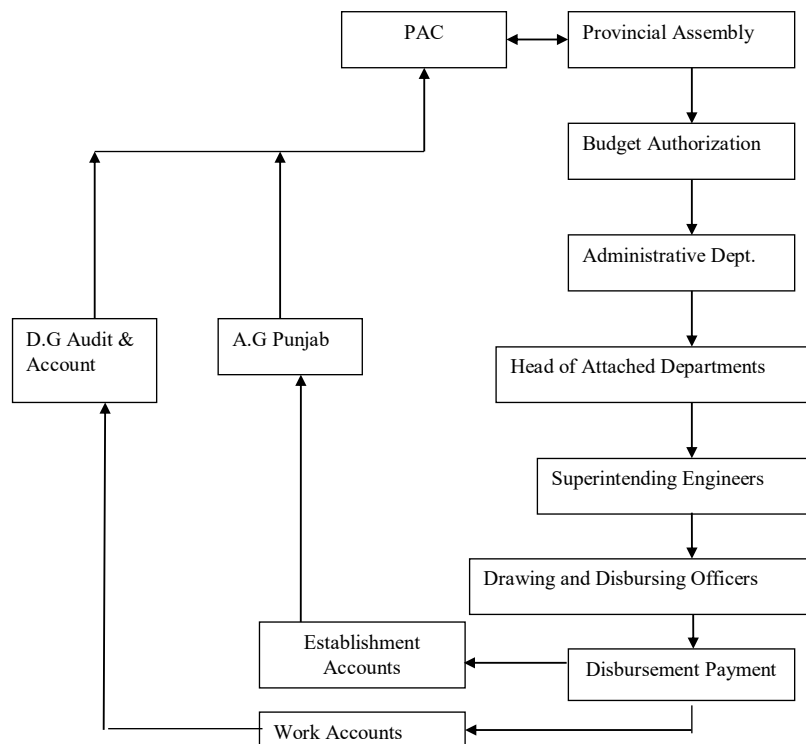 PAC
Provincial Assembly
Budget Authorization
Administrative Dept.
D.G Audit &
Account
A.G Punjab
Head of Attached Departments
Superintending Engineers
Drawing and Disbursing Officers
Establishment
Accounts
Disbursement Payment
Work Accounts